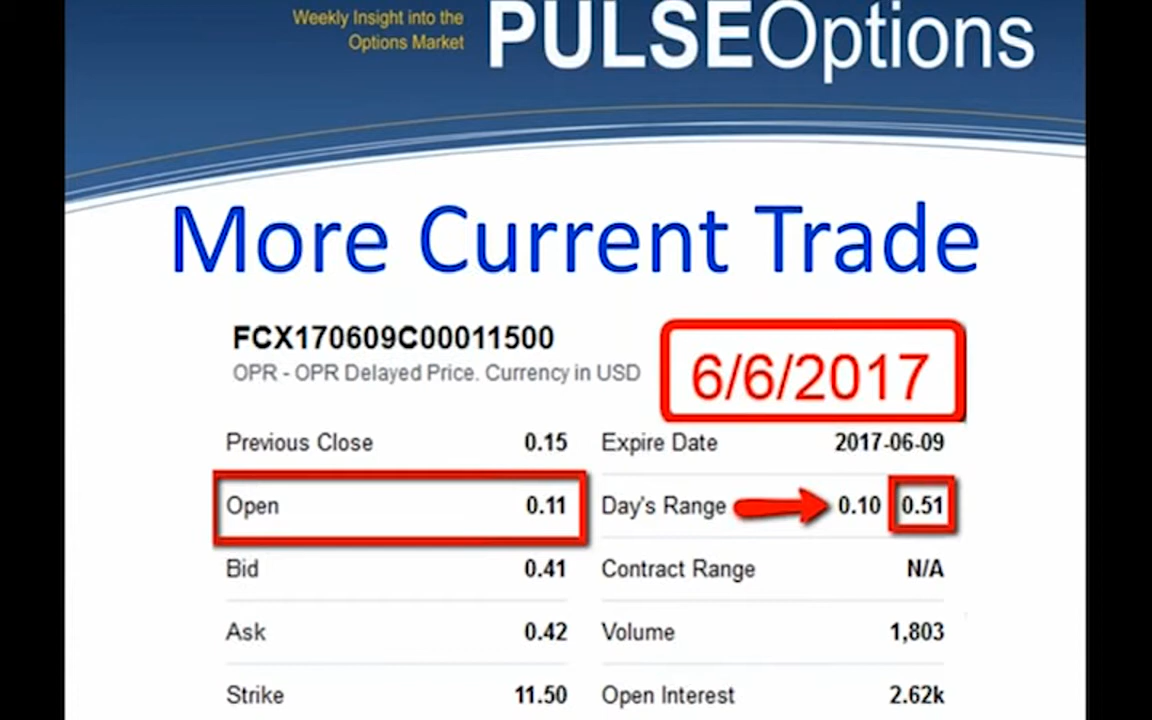 Weekly Insight into the
Options Market
PULSEOptions
More Current Trade
FCX170609C00011500
OPR - OPR Delayed Price. Currency in USD
6/6/2017
Previous Close 0.15 Expire Date 2017-06-09
Open 0.11 Day's Range 0.10 0.51
Bid 0.41 Contract Range N/A
Ask 0.42 Volume 1,803
Strike 11.50 Open Interest 2.62k